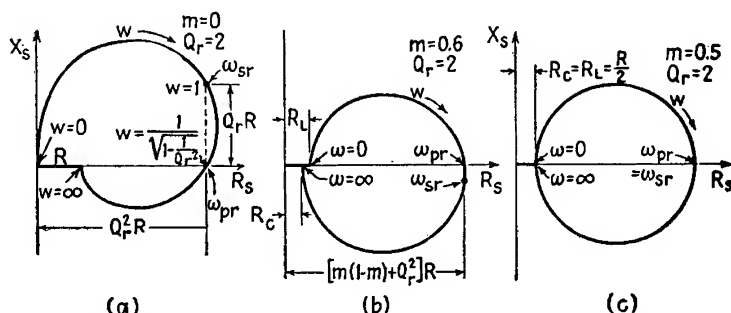 X_S
w
m=0
Q_r=2
ω_sr
w=1
w=0
w=1/√(1-1/Q_r²)
Q_rR
R
w=∞
R_S
ω_pr
Q_r²R
(a)
m=0.6
Q_r=2
w
R_L
ω=0
ω_pr
ω=∞
ω_sr
R_S
R_C
[m(1-m)+Q_r²]R
(b)
X_S
R_C=R_L=R/2
m=0.5
Q_r=2
w
ω=0
ω_pr
ω=∞
=ω_sr
R_S
(c)